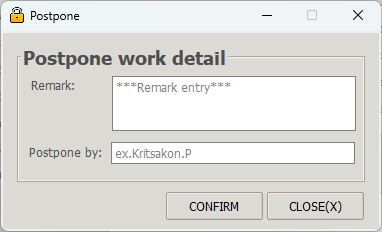 Postpone
Postpone work detail
Remark:
***Remark entry***
Postpone by:
ex.Kritsakon.P
CONFIRM
CLOSE(X)